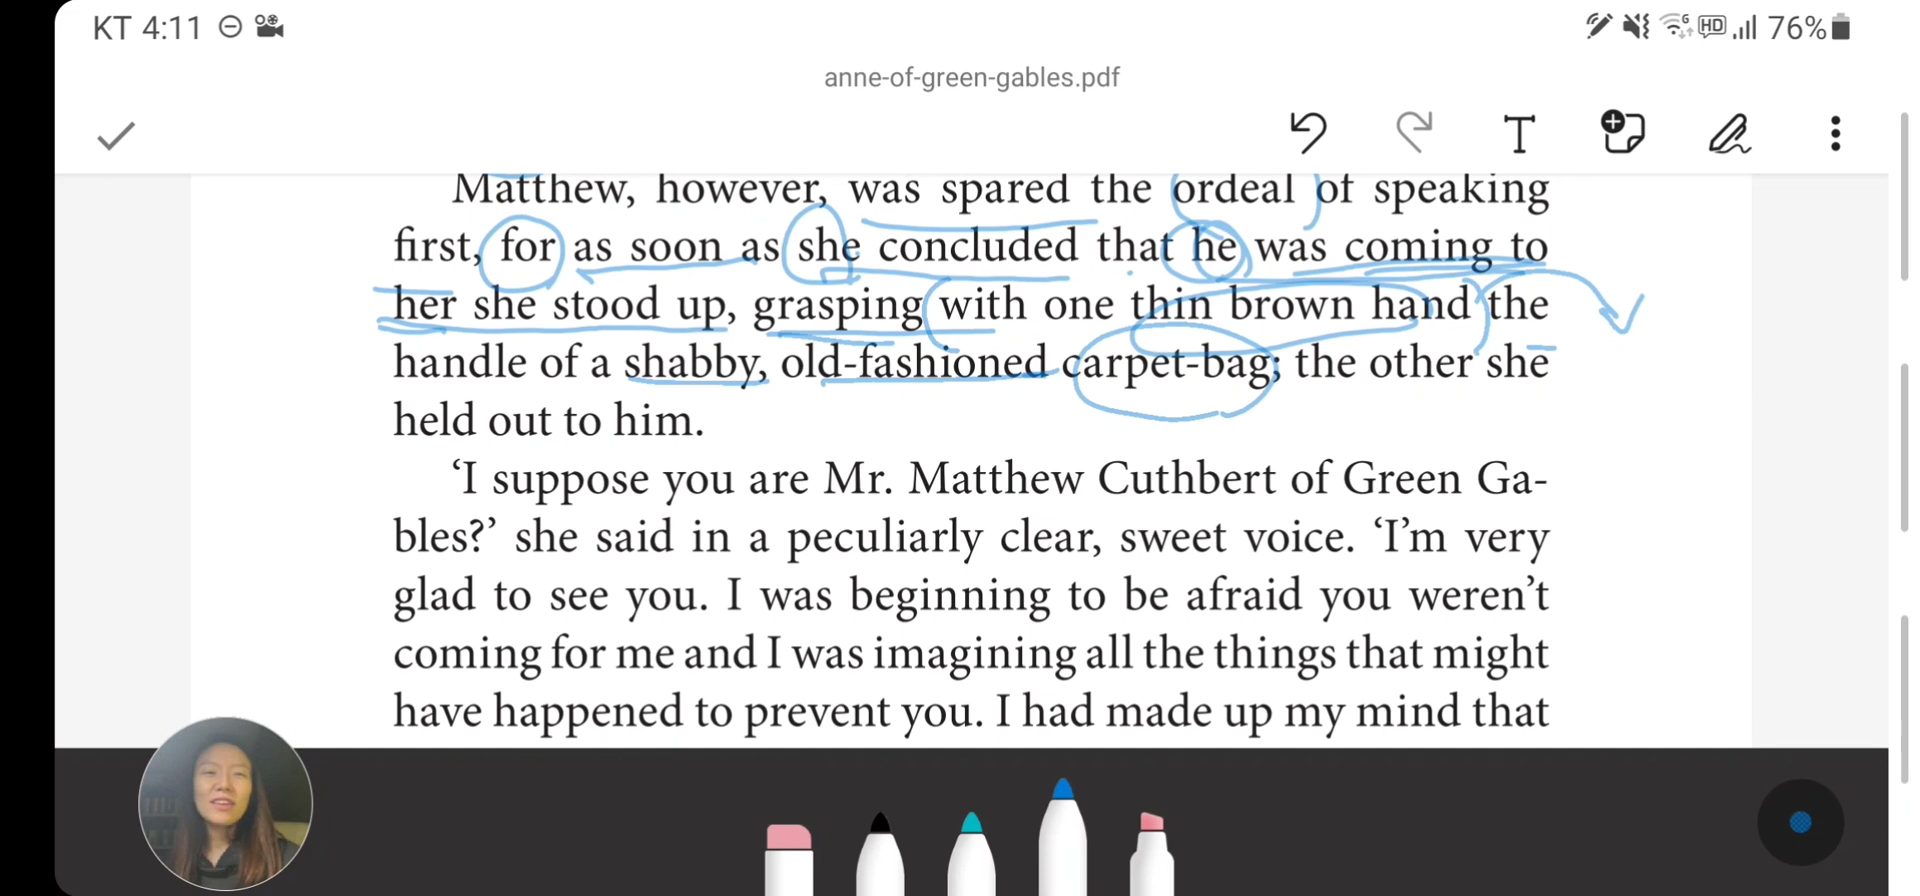 KT 4:11
HD 76%
anne-of-green-gables.pdf
T
Matthew, however, was spared the ordeal of speaking
first, for as soon as she concluded that he was coming to
her she stood up, grasping with one thin brown hand the
handle of a shabby, old-fashioned carpet-bag; the other she
held out to him.
‘I suppose you are Mr. Matthew Cuthbert of Green Ga-
bles?’ she said in a peculiarly clear, sweet voice. ‘I’m very
glad to see you. I was beginning to be afraid you weren’t
coming for me and I was imagining all the things that might
have happened to prevent you. I had made up my mind that